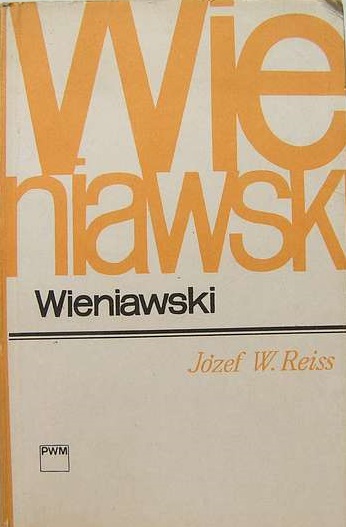 Wie
niawsk
Wieniawski
Józef W. Reiss
PWM